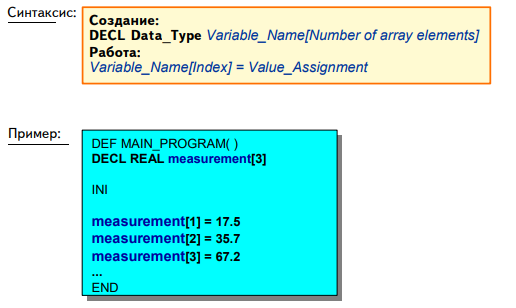 Синтаксис:
Создание:
DECL Data_Type Variable_Name[Number of array elements]
Работа:
Variable_Name[Index] = Value_Assignment
Пример:
DEF MAIN_PROGRAM( )
DECL REAL measurement[3]
INI
measurement[1] = 17.5
measurement[2] = 35.7
measurement[3] = 67.2
...
END